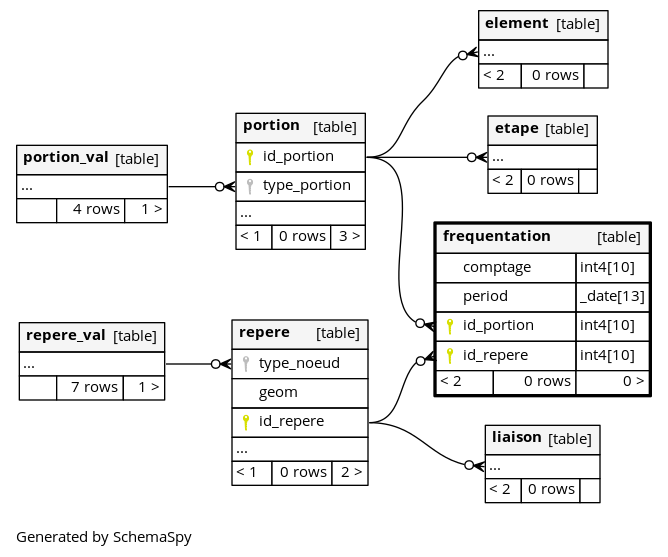 element [table]
...
< 2 0 rows
portion [table]
id_portion
type_portion
...
< 1 0 rows 3 >
etape [table]
...
< 2 0 rows
portion_val [table]
...
4 rows 1 >
frequentation [table]
comptage int4[10]
period _date[13]
id_portion int4[10]
id_repere int4[10]
< 2 0 rows 0 >
repere_val [table]
...
7 rows 1 >
repere [table]
type_noeud
geom
id_repere
...
< 1 0 rows 2 >
liaison [table]
...
< 2 0 rows
Generated by SchemaSpy